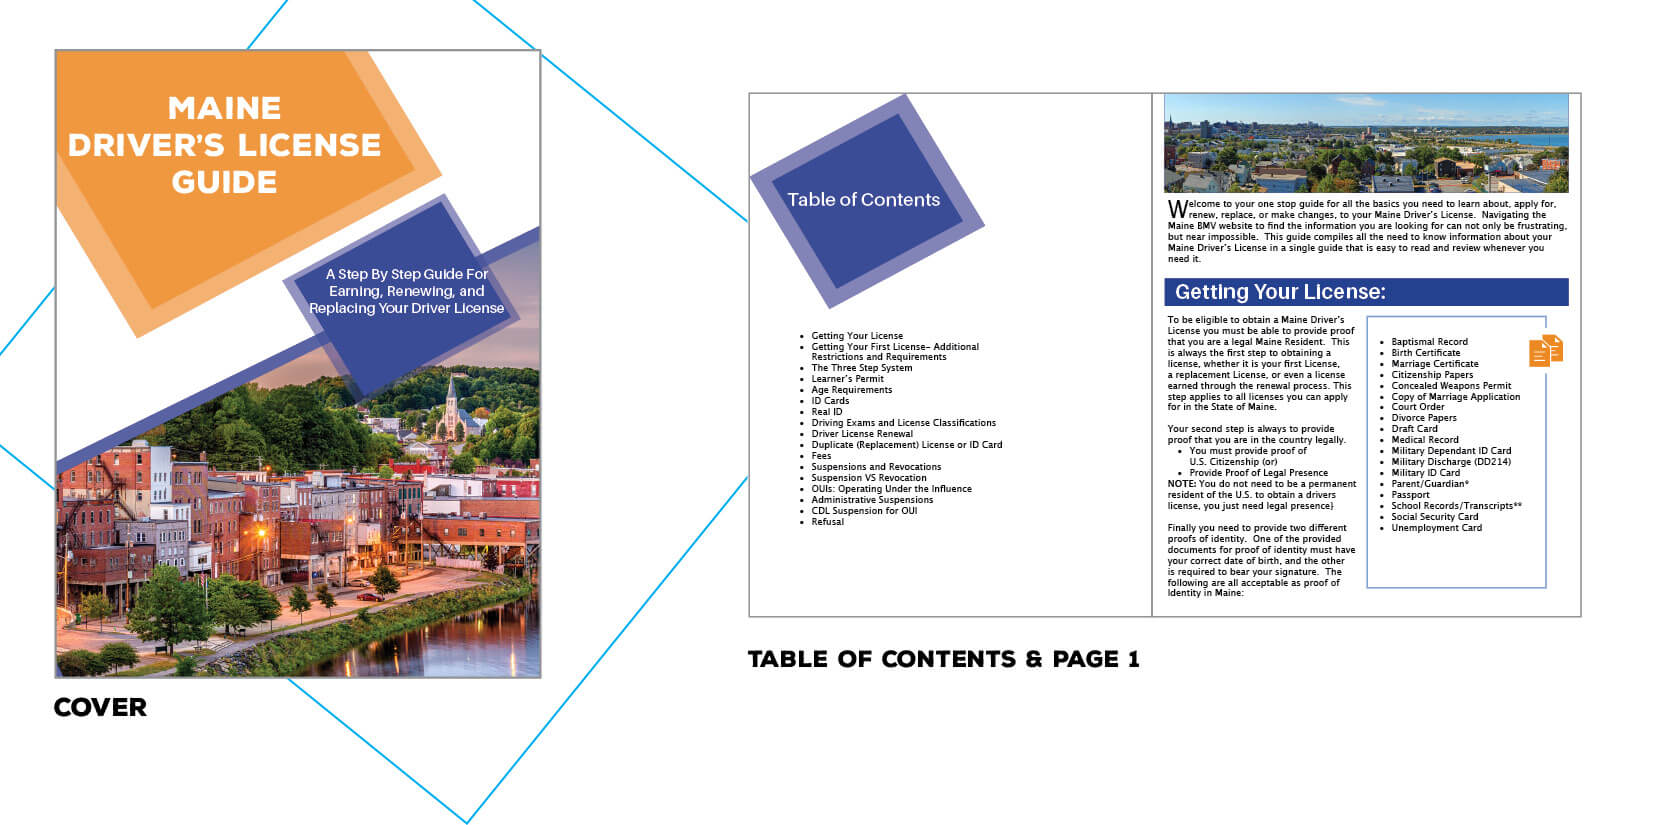 MAINE
DRIVER'S LICENSE
GUIDE
A Step By Step Guide For
Earning, Renewing, and
Replacing Your Driver License
COVER
Table of Contents
• Getting Your License
• Getting Your First License- Additional
Restrictions and Requirements
• The Three Step System
• Learner's Permit
• Age Requirements
• ID Cards
• Real ID
• Driving Exams and License Classifications
• Driver License Renewal
• Duplicate (Replacement) License or ID Card
• Fees
• Suspensions and Revocations
• Suspension VS Revocation
• OUIs: Operating Under the Influence
• Administrative Suspensions
• CDL Suspension for OUI
• Refusal
Welcome to your one stop guide for all the basics you need to learn about, apply for,
renew, replace, or make changes, to your Maine Driver's License. Navigating the
Maine BMV website to find the information you are looking for can not only be frustrating,
but near impossible. This guide compiles all the need to know information about your
Maine Driver's License in a single guide that is easy to read and review whenever you
need it.
Getting Your License:
To be eligible to obtain a Maine Driver's
License you must be able to provide proof
that you are a legal Maine Resident. This
is always the first step to obtaining a
license, whether it is your first License,
a replacement License, or even a license
earned through the renewal process. This
step applies to all licenses you can apply
for in the State of Maine.
Your second step is always to provide
proof that you are in the country legally.
• You must provide proof of
U.S. Citizenship (or)
• Provide Proof of Legal Presence
NOTE: You do not need to be a permanent
resident of the U.S. to obtain a drivers
license, you just need legal presence}
Finally you need to provide two different
proofs of identity. One of the provided
documents for proof of identity must have
your correct date of birth, and the other
is required to bear your signature. The
following are all acceptable as proof of
Identity in Maine:
• Baptismal Record
• Birth Certificate
• Marriage Certificate
• Citizenship Papers
• Concealed Weapons Permit
• Copy of Marriage Application
• Court Order
• Divorce Papers
• Draft Card
• Medical Record
• Military Dependant ID Card
• Military Discharge (DD214)
• Military ID Card
• Parent/Guardian*
• Passport
• School Records/Transcripts**
• Social Security Card
• Unemployment Card
TABLE OF CONTENTS & PAGE 1